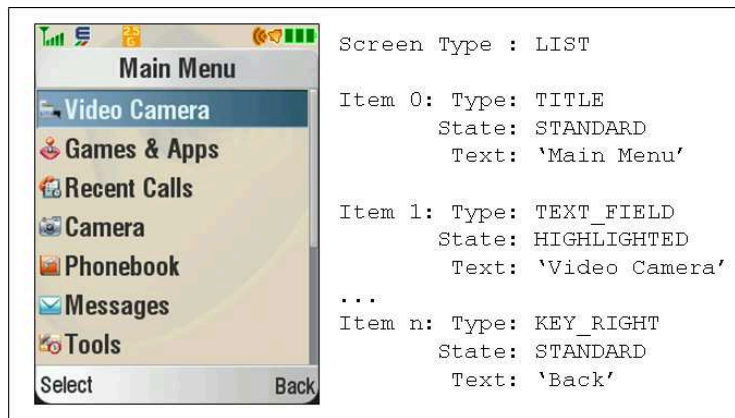 2.5
G
Main Menu
Video Camera
Games & Apps
Recent Calls
Camera
Phonebook
Messages
Tools
Select Back
Screen Type : LIST
Item 0: Type: TITLE
State: STANDARD
Text: ‘Main Menu’
Item 1: Type: TEXT_FIELD
State: HIGHLIGHTED
Text: ‘Video Camera’
...
Item n: Type: KEY_RIGHT
State: STANDARD
Text: ‘Back’